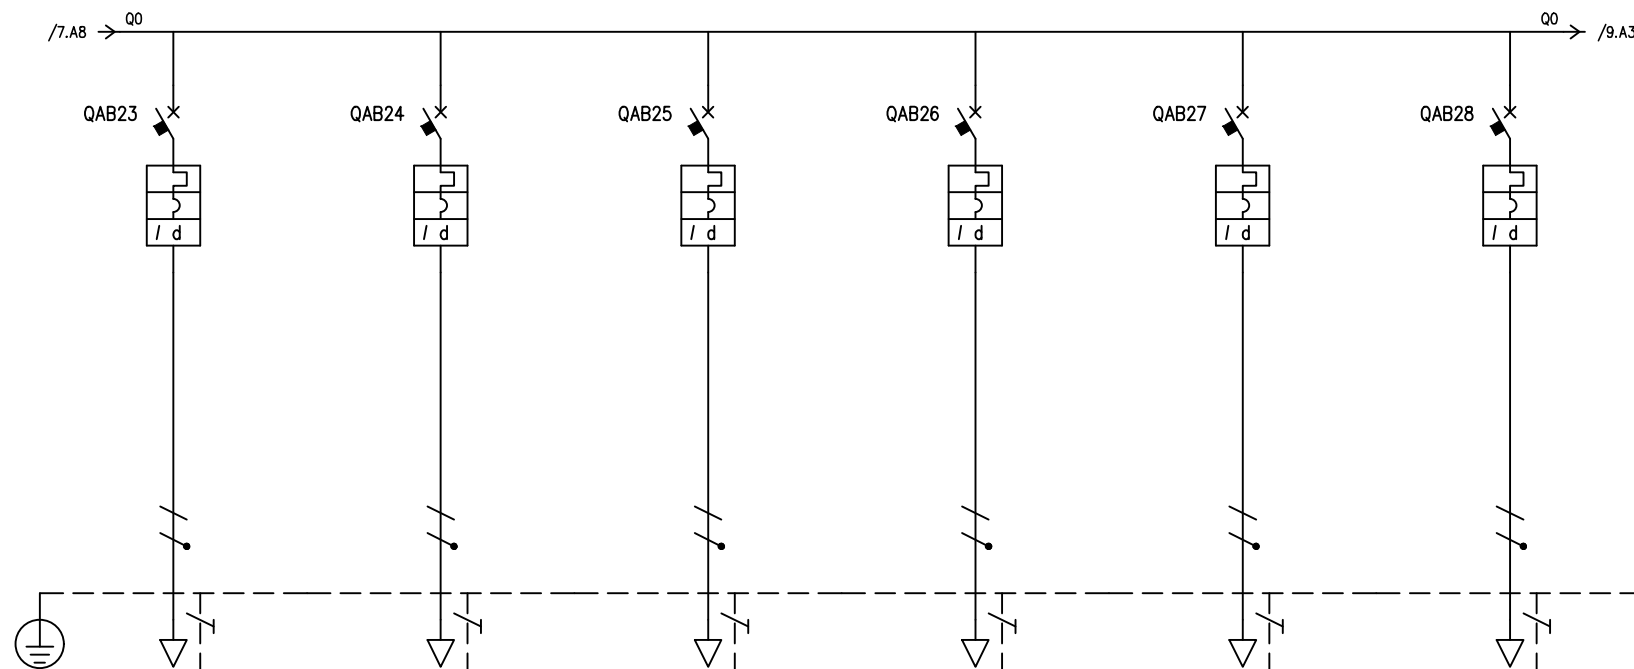 Q0 Q0
/7.A8 /9.A3
QAB23 QAB24 QAB25 QAB26 QAB27 QAB28
I d I d I d I d I d I d